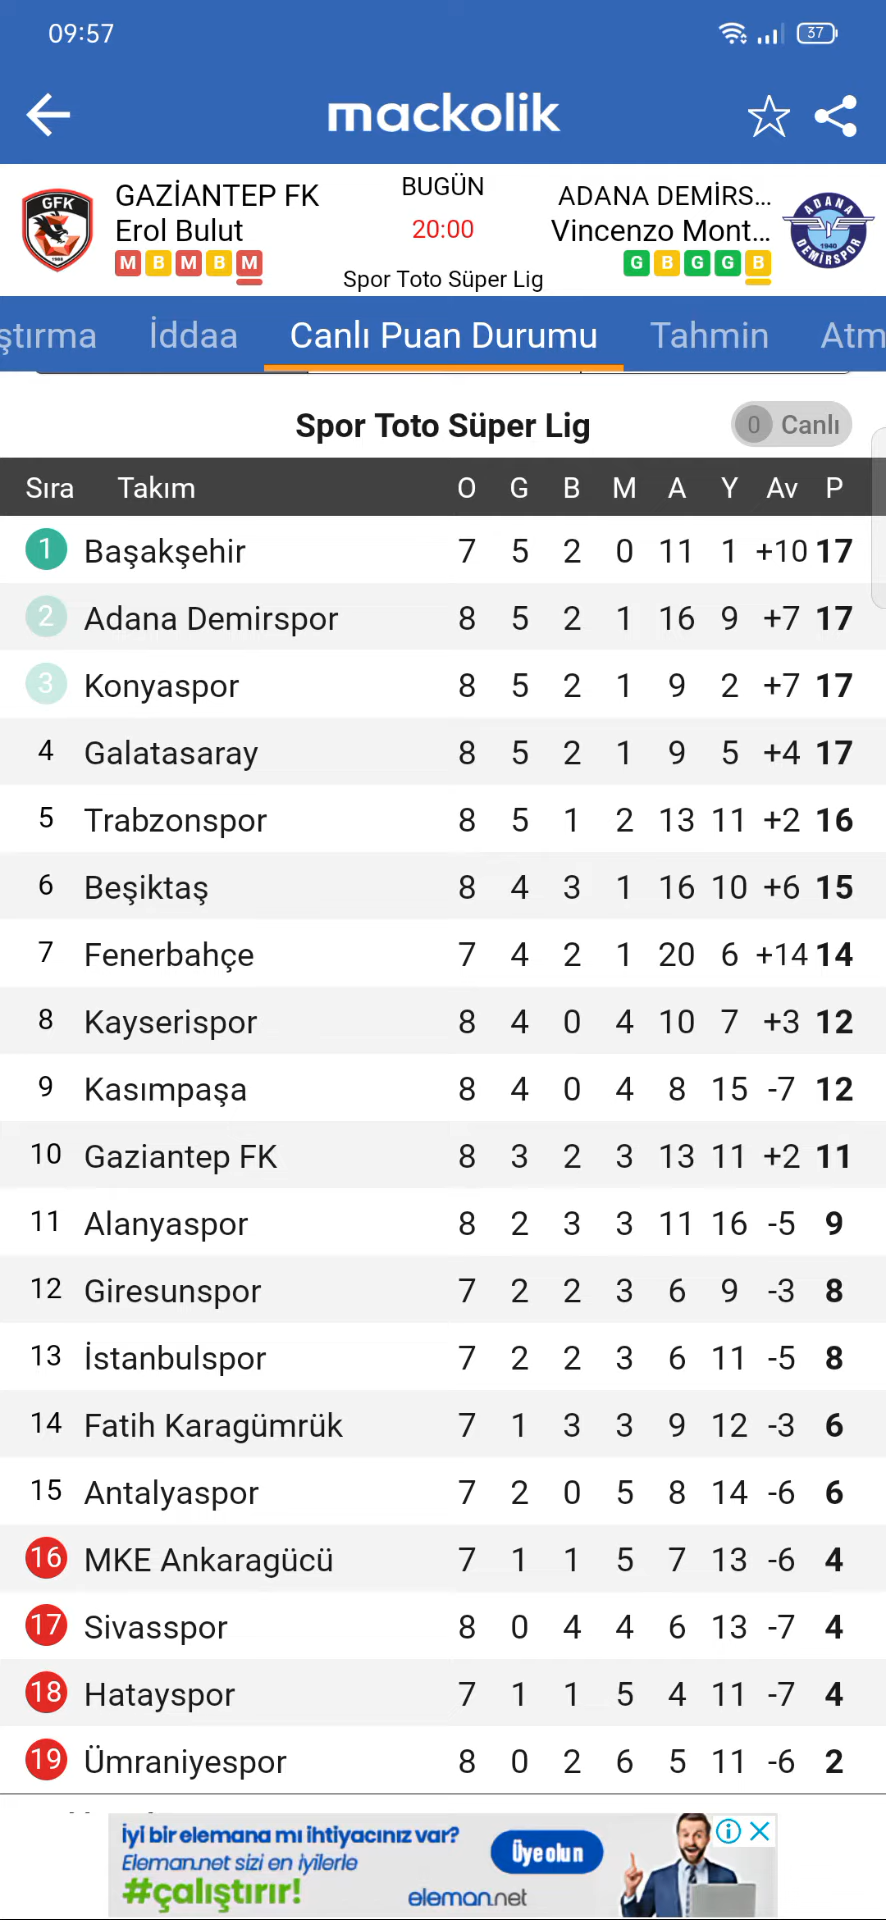 09:57
37
mackolik
GAZİANTEP FK
Erol Bulut
M B M B M
BUGÜN
20:00
Spor Toto Süper Lig
ADANA DEMİRS...
Vincenzo Mont...
G B G G B
GFK
ADANA
1940
DEMİRSPOR
ştırma İddaa Canlı Puan Durumu Tahmin Atm
Spor Toto Süper Lig
0 Canlı
Sıra Takım O G B M A Y Av P
1 Başakşehir 7 5 2 0 11 1 +10 17
2 Adana Demirspor 8 5 2 1 16 9 +7 17
3 Konyaspor 8 5 2 1 9 2 +7 17
4 Galatasaray 8 5 2 1 9 5 +4 17
5 Trabzonspor 8 5 1 2 13 11 +2 16
6 Beşiktaş 8 4 3 1 16 10 +6 15
7 Fenerbahçe 7 4 2 1 20 6 +14 14
8 Kayserispor 8 4 0 4 10 7 +3 12
9 Kasımpaşa 8 4 0 4 8 15 -7 12
10 Gaziantep FK 8 3 2 3 13 11 +2 11
11 Alanyaspor 8 2 3 3 11 16 -5 9
12 Giresunspor 7 2 2 3 6 9 -3 8
13 İstanbulspor 7 2 2 3 6 11 -5 8
14 Fatih Karagümrük 7 1 3 3 9 12 -3 6
15 Antalyaspor 7 2 0 5 8 14 -6 6
16 MKE Ankaragücü 7 1 1 5 7 13 -6 4
17 Sivasspor 8 0 4 4 6 13 -7 4
18 Hatayspor 7 1 1 5 4 11 -7 4
19 Ümraniyespor 8 0 2 6 5 11 -6 2
İyi bir elemana mı ihtiyacınız var?
Eleman.net sizi en iyilerle
#çalıştırır!
Üye olun
eleman.net